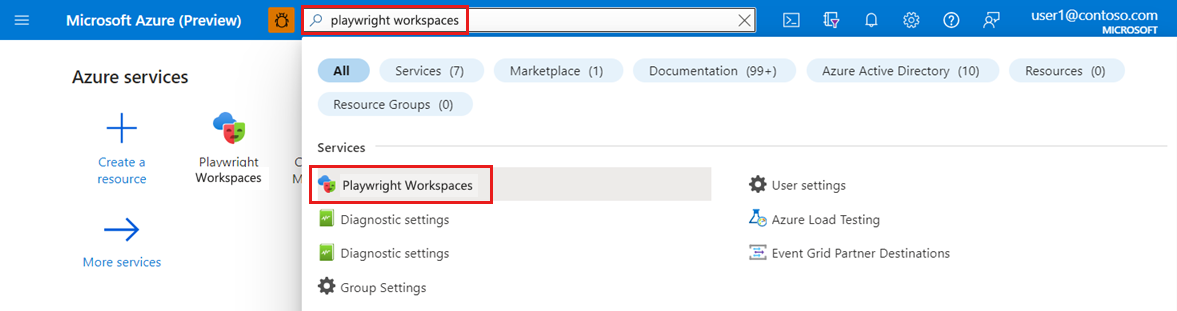 Microsoft Azure (Preview)
playwright workspaces
user1@contoso.com
MICROSOFT
Azure services
Create a resource
Playwright Workspaces
More services
All
Services (7)
Marketplace (1)
Documentation (99+)
Azure Active Directory (10)
Resources (0)
Resource Groups (0)
Services
Playwright Workspaces
Diagnostic settings
Diagnostic settings
Group Settings
User settings
Azure Load Testing
Event Grid Partner Destinations